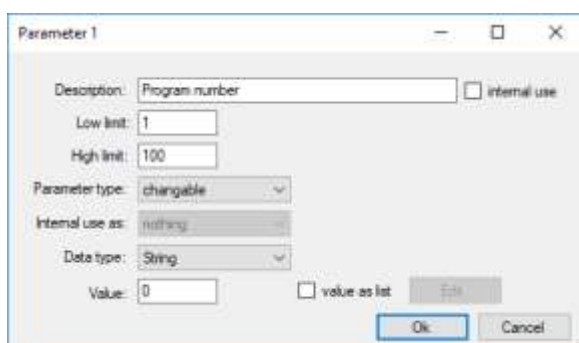 Parameter 1
Description: Program number internal use
Low limit: 1
High limit: 100
Parameter type: changable
Internal use as: nothing
Data type: String
Value: 0 value as list Edit
Ok Cancel